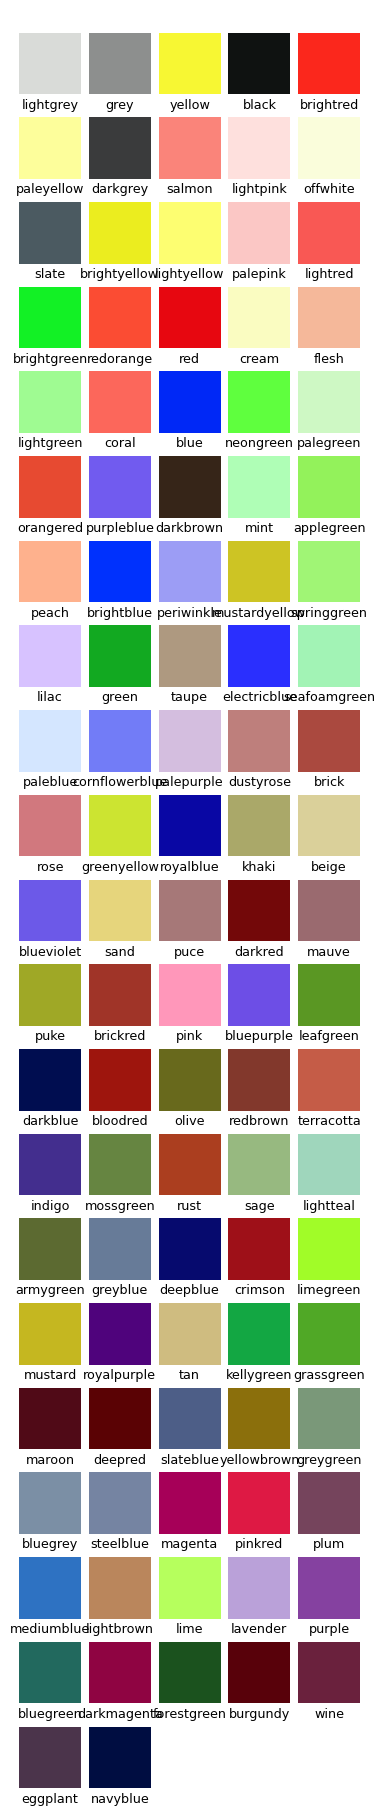 lightgrey grey yellow black brightred
paleyellow darkgrey salmon lightpink offwhite
slate brightyellow lightyellow palepink lightred
brightgreen redorange red cream flesh
lightgreen coral blue neongreen palegreen
orangered purpleblue darkbrown mint applegreen
peach brightblue periwinkle mustardyellow springgreen
lilac green taupe electricblue seafoamgreen
paleblue cornflowerblue palepurple dustyrose brick
rose greenyellow royalblue khaki beige
blueviolet sand puce darkred mauve
puke brickred pink bluepurple leafgreen
darkblue bloodred olive redbrown terracotta
indigo mossgreen rust sage lightteal
armygreen greyblue deepblue crimson limegreen
mustard royalpurple tan kellygreen grassgreen
maroon deepred slateblue yellowbrown greygreen
bluegrey steelblue magenta pinkred plum
mediumblue lightbrown lime lavender purple
bluegreen darkmagenta forestgreen burgundy wine
eggplant navyblue